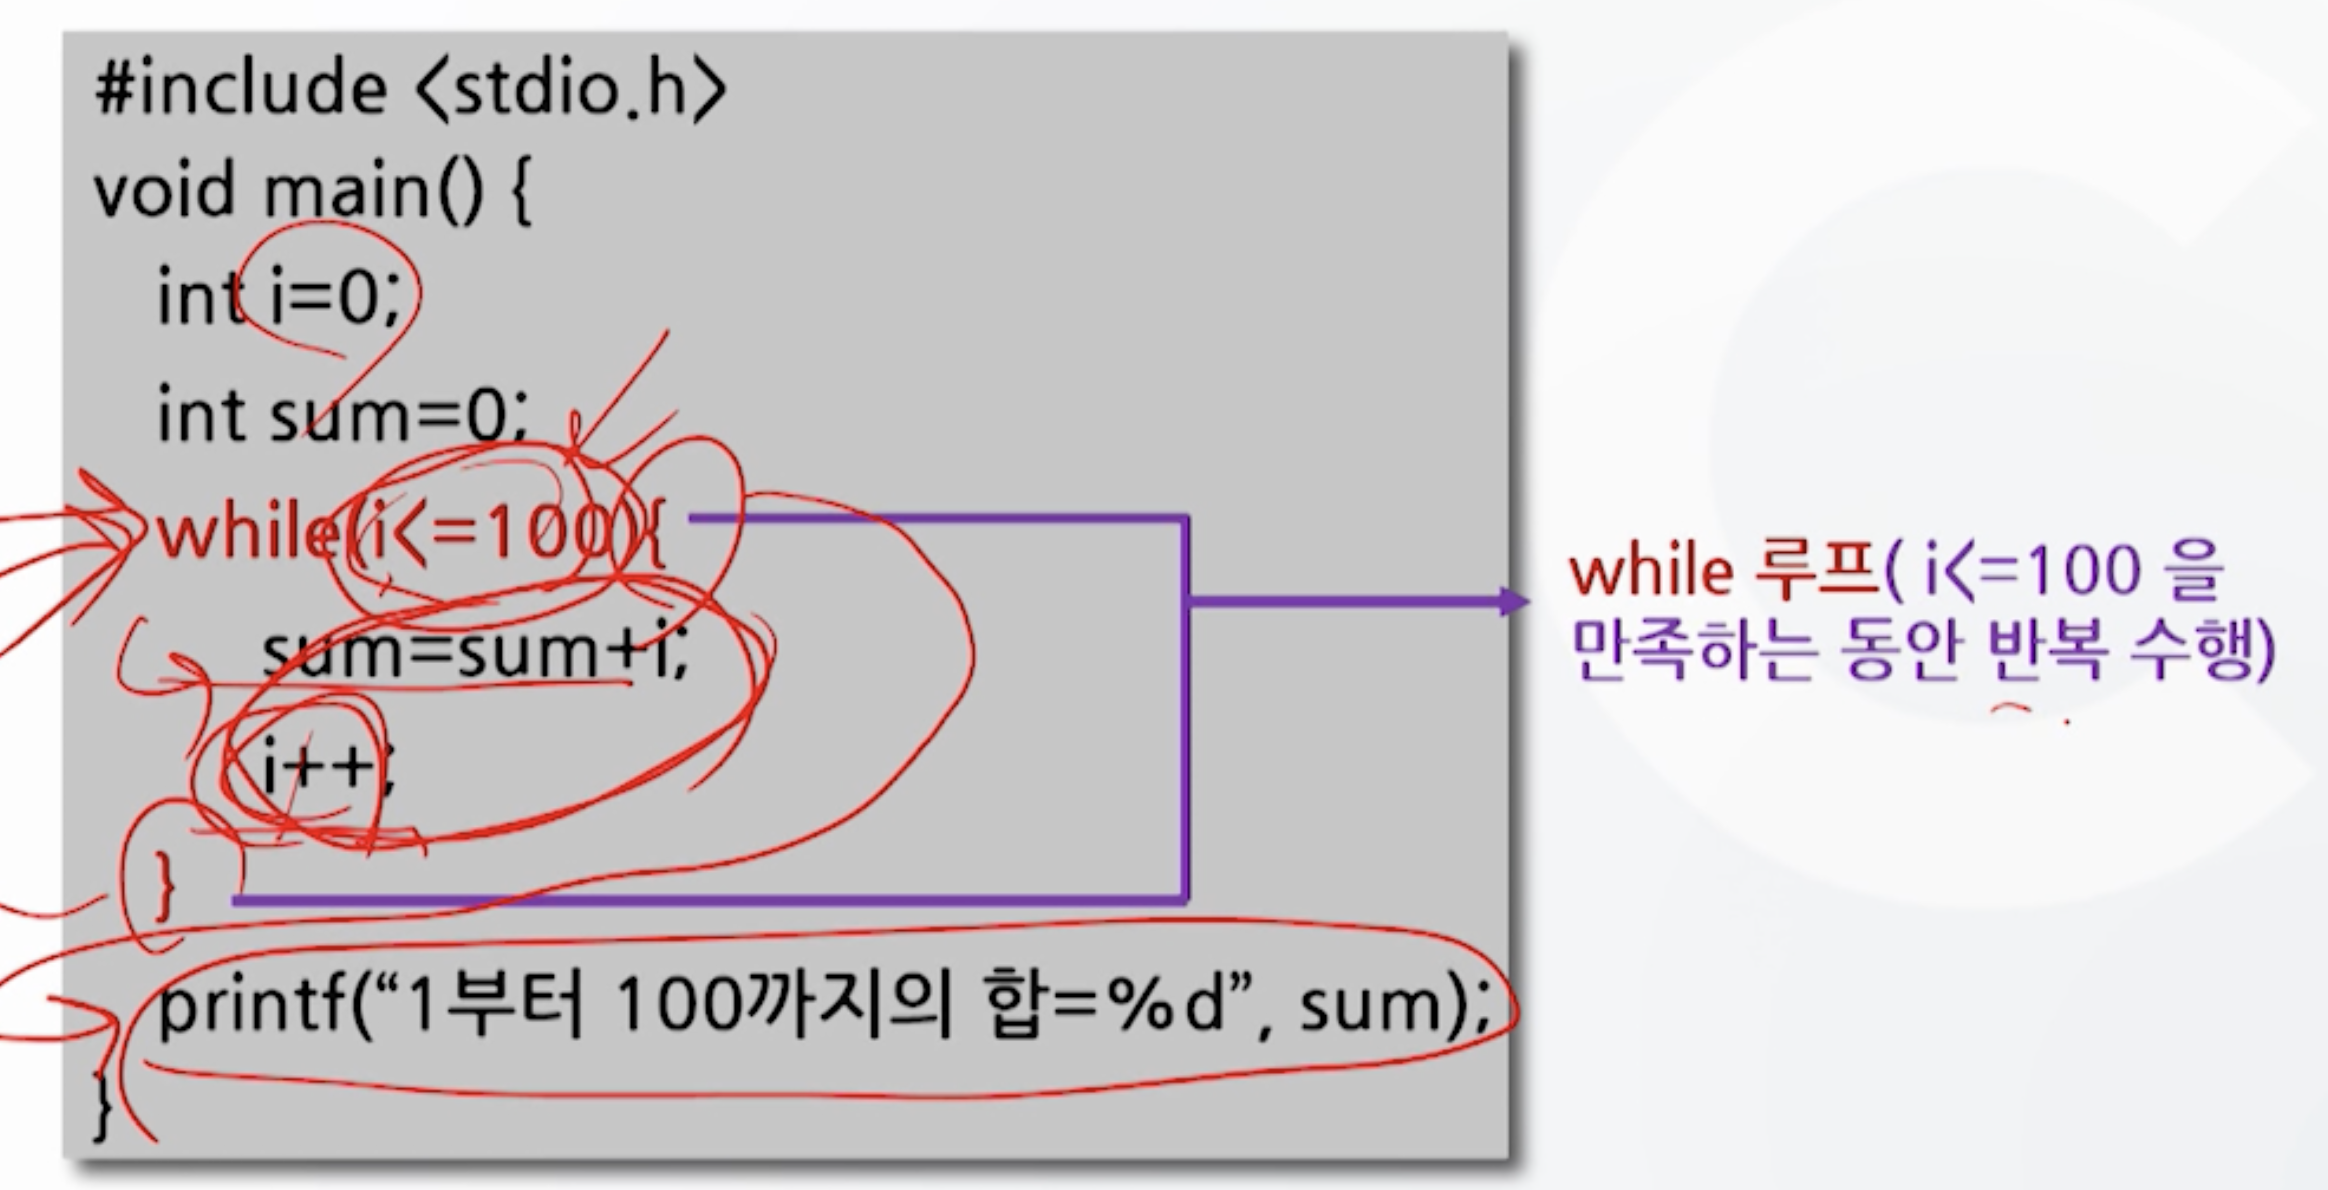 #include <stdio.h>
void main() {
int i=0;
int sum=0;
while(i<=100){
sum=sum+i;
i++;
}
printf(“1부터 100까지의 합=%d”, sum);
}
while 루프( i<=100 을
만족하는 동안 반복 수행)